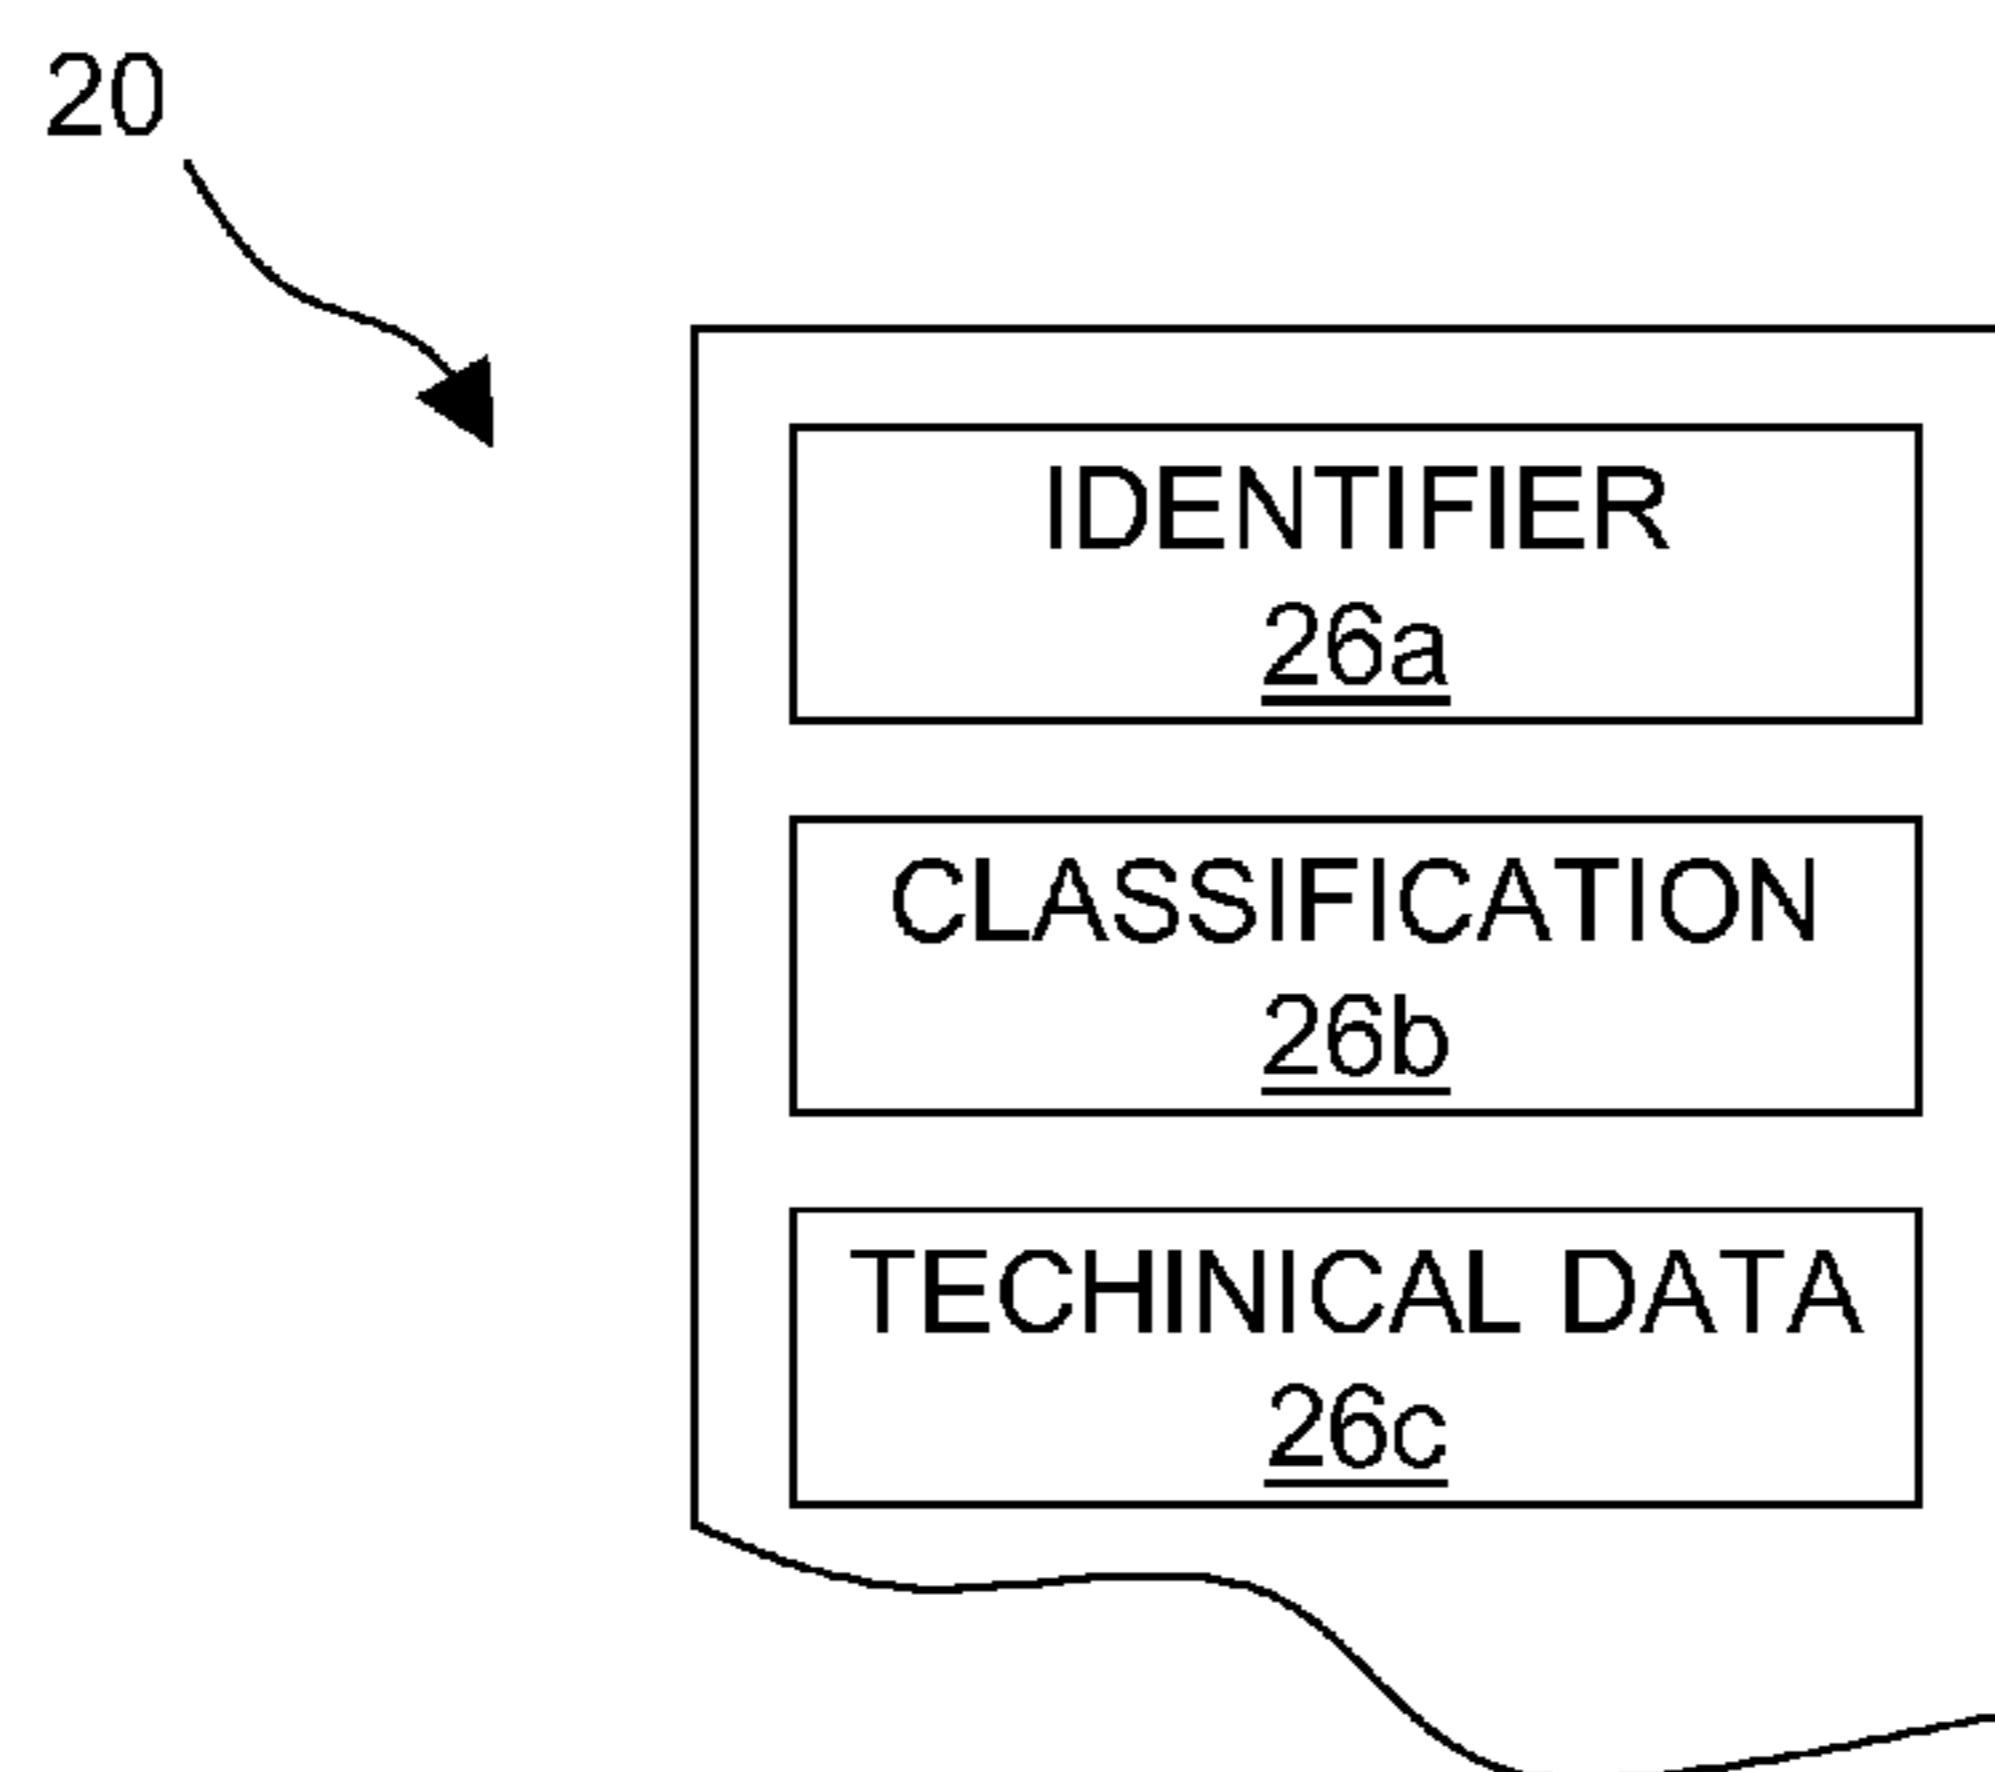 20
IDENTIFIER
26a
CLASSIFICATION
26b
TECHINICAL DATA
26c